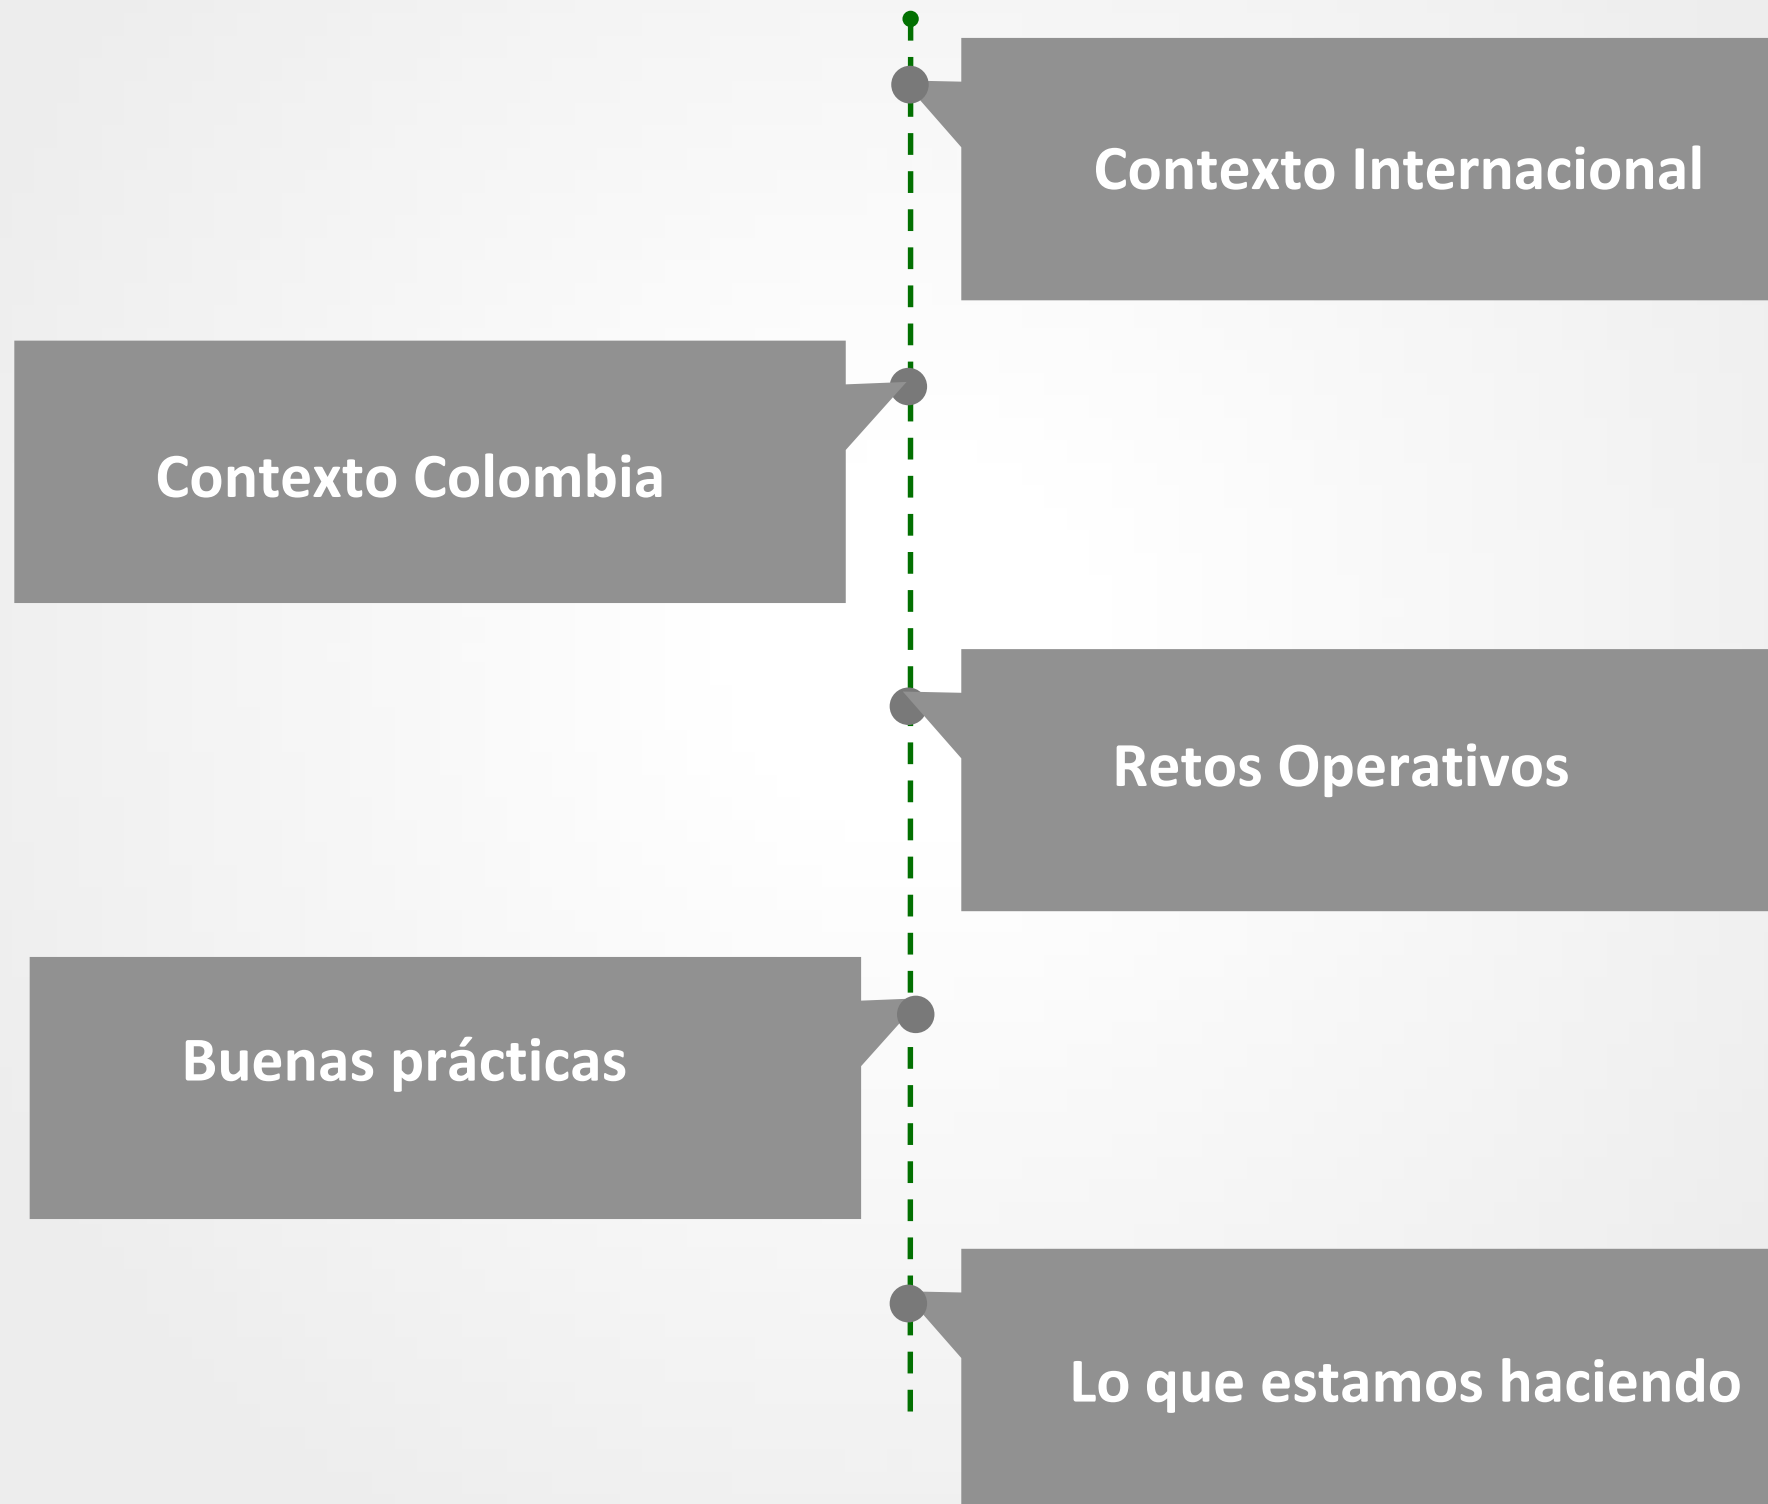 Contexto Internacional
Contexto Colombia
Retos Operativos
Buenas prácticas
Lo que estamos haciendo